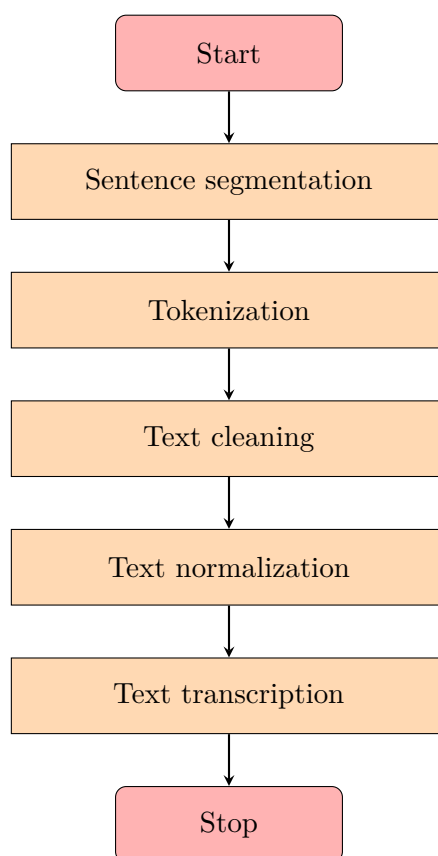 Start
Sentence segmentation
Tokenization
Text cleaning
Text normalization
Text transcription
Stop